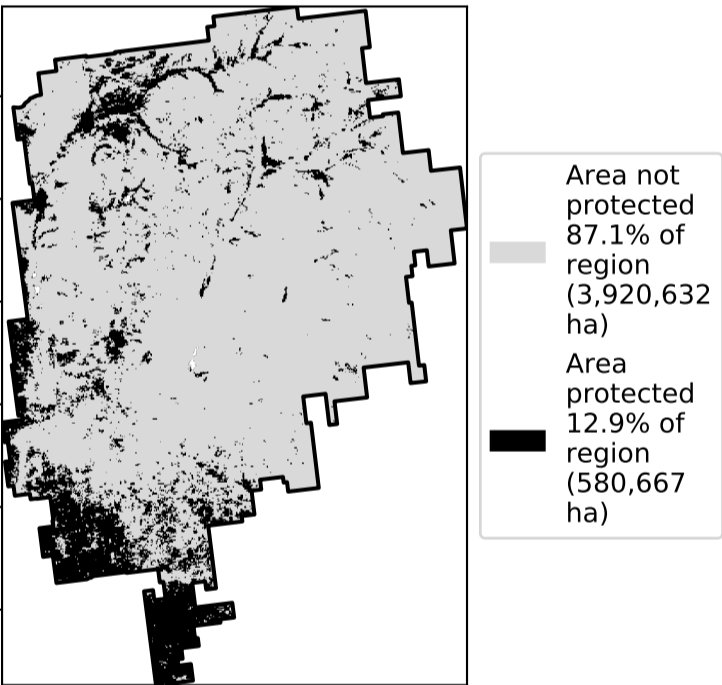 Area not
protected
87.1% of
region
(3,920,632
ha)
Area
protected
12.9% of
region
(580,667
ha)